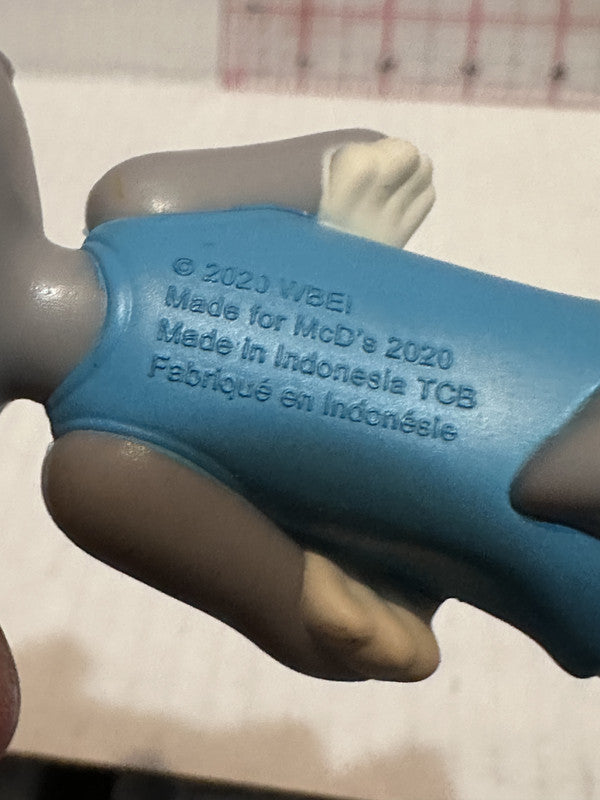 © 2020 WBEI
Made for McD's 2020
Made in Indonesia TCB
Fabriqué en Indonésie